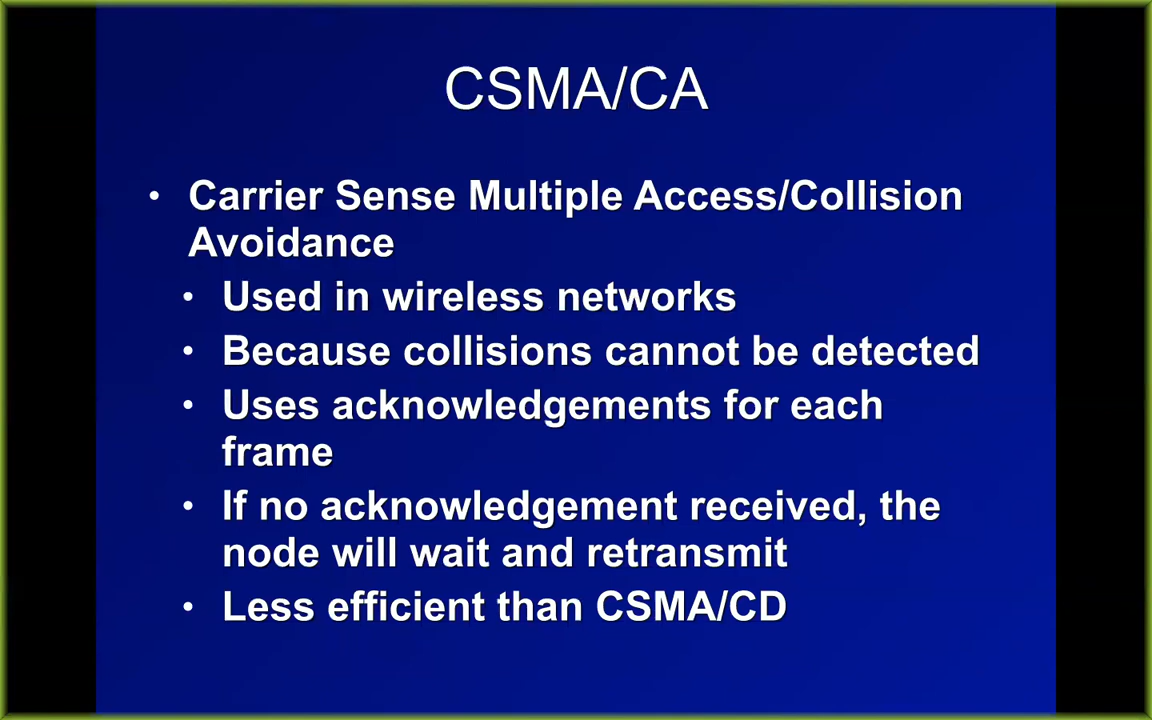 CSMA/CA
• Carrier Sense Multiple Access/Collision
Avoidance
• Used in wireless networks
• Because collisions cannot be detected
• Uses acknowledgements for each
frame
• If no acknowledgement received, the
node will wait and retransmit
• Less efficient than CSMA/CD